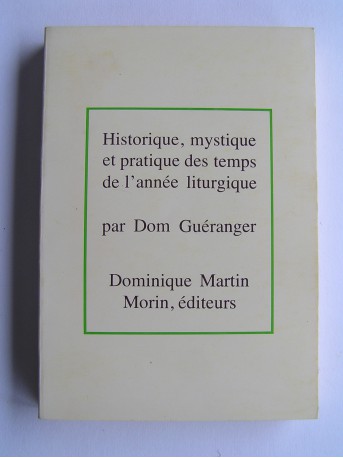 Historique, mystique
et pratique des temps
de l'année liturgique
par Dom Guéranger
Dominique Martin
Morin, éditeurs